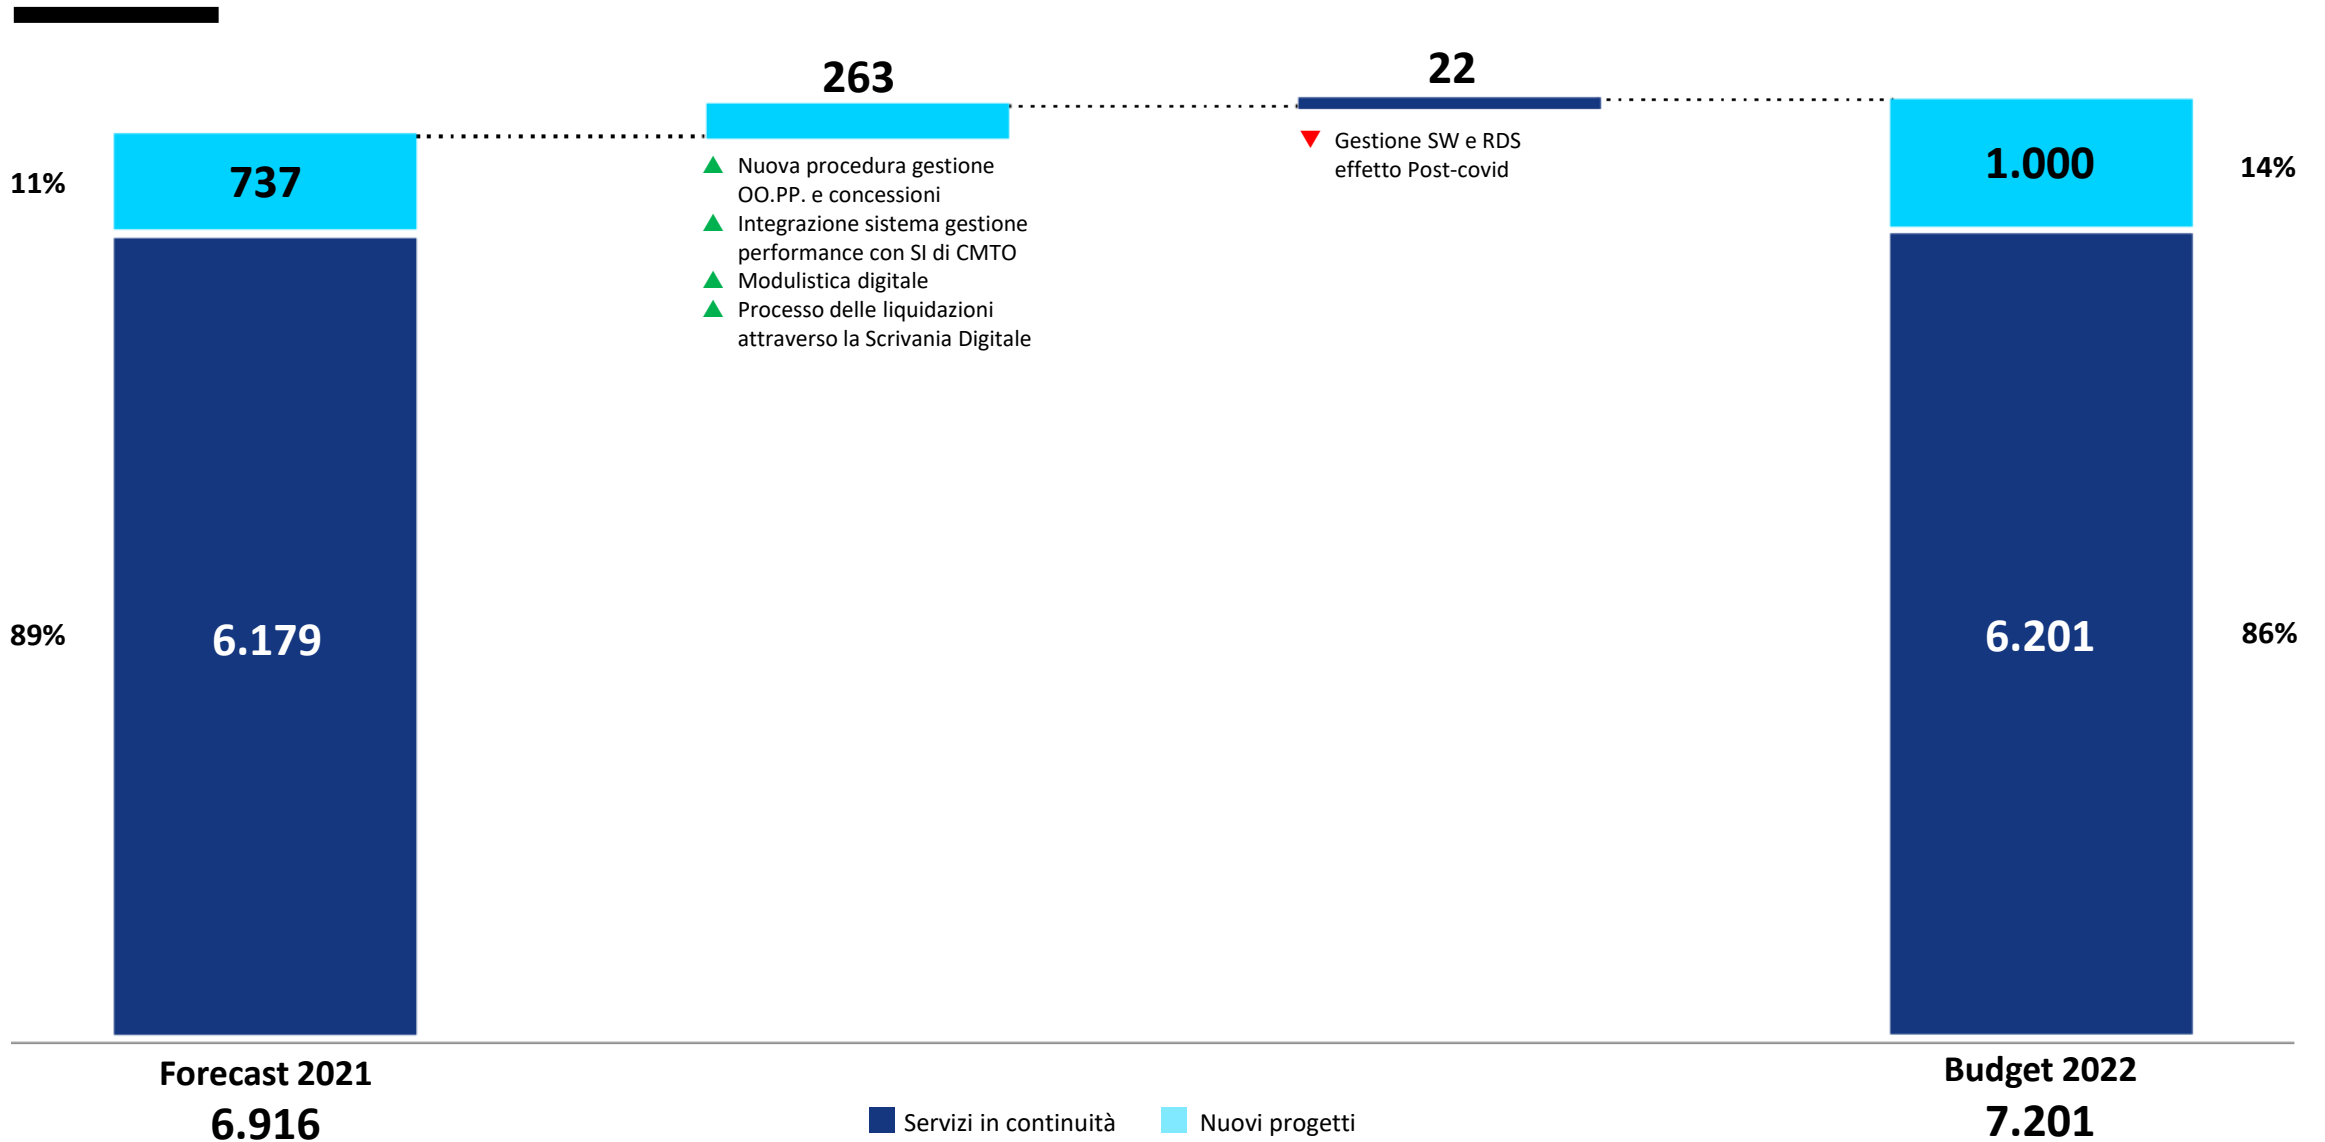 263
22
11%
737
Nuova procedura gestione
OO.PP. e concessioni
Integrazione sistema gestione
performance con SI di CMTO
Modulistica digitale
Processo delle liquidazioni
attraverso la Scrivania Digitale
Gestione SW e RDS
effetto Post-covid
1.000
14%
89%
6.179
6.201
86%
Forecast 2021
6.916
Servizi in continuità
Nuovi progetti
Budget 2022
7.201